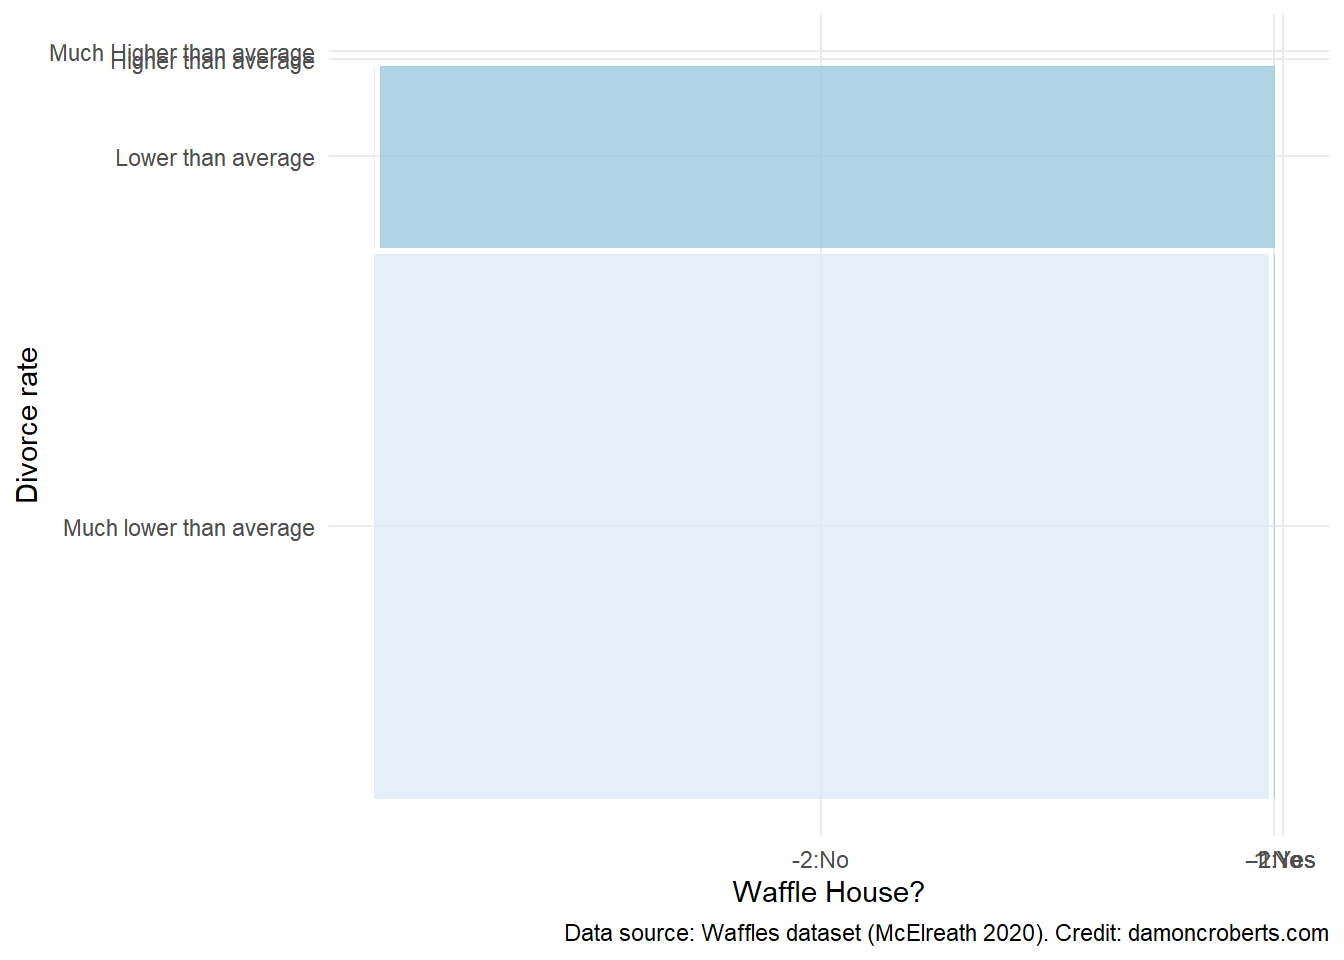 Much Higher than average
Higher than average
Lower than average
Much lower than average
Divorce rate
-2:No
Waffle House?
Data source: Waffles dataset (McElreath 2020). Credit: damoncroberts.com